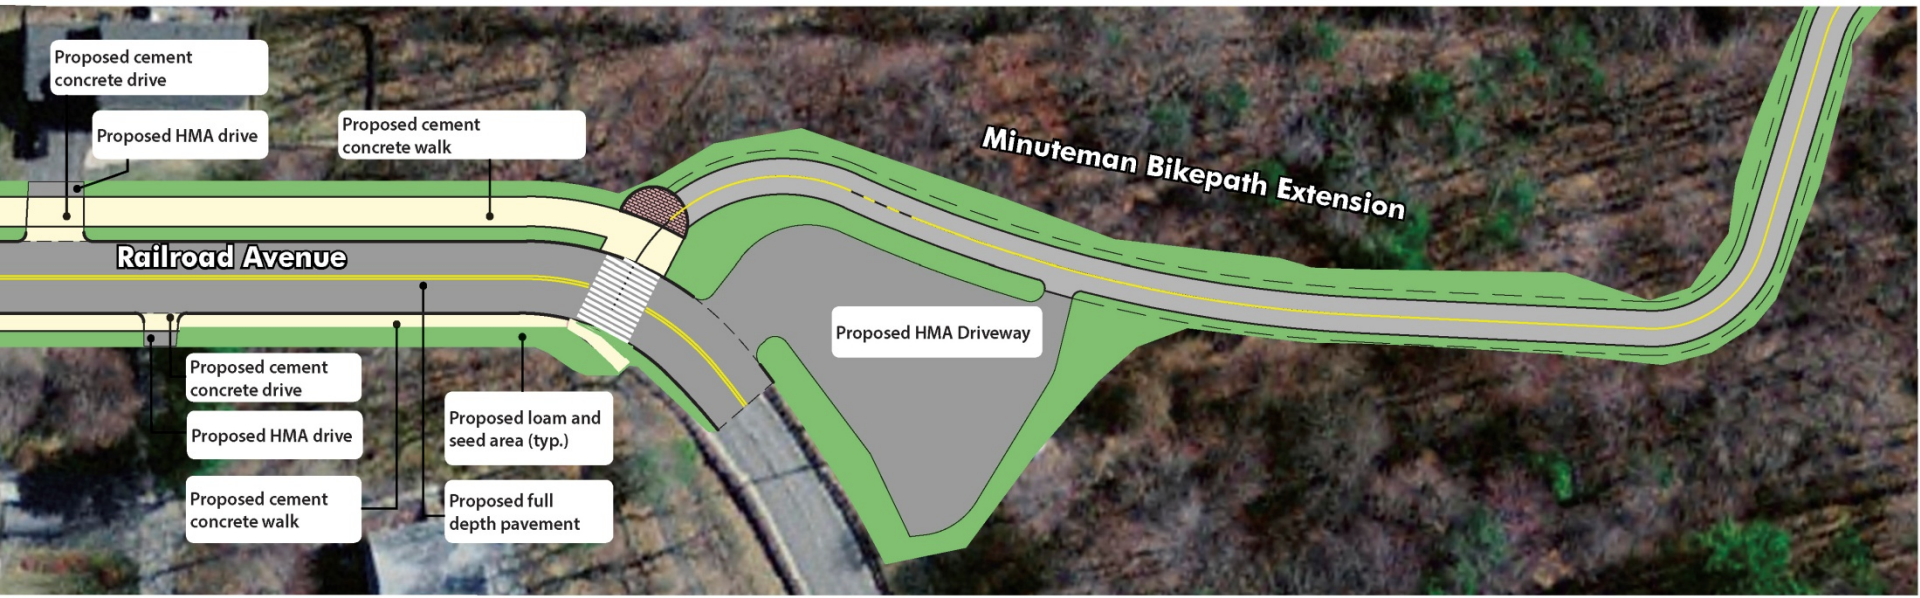 Proposed cement
concrete drive
Proposed HMA drive
Proposed cement
concrete walk
Minuteman Bikepath Extension
Railroad Avenue
Proposed HMA Driveway
Proposed cement
concrete drive
Proposed HMA drive
Proposed cement
concrete walk
Proposed loam and
seed area (typ.)
Proposed full
depth pavement